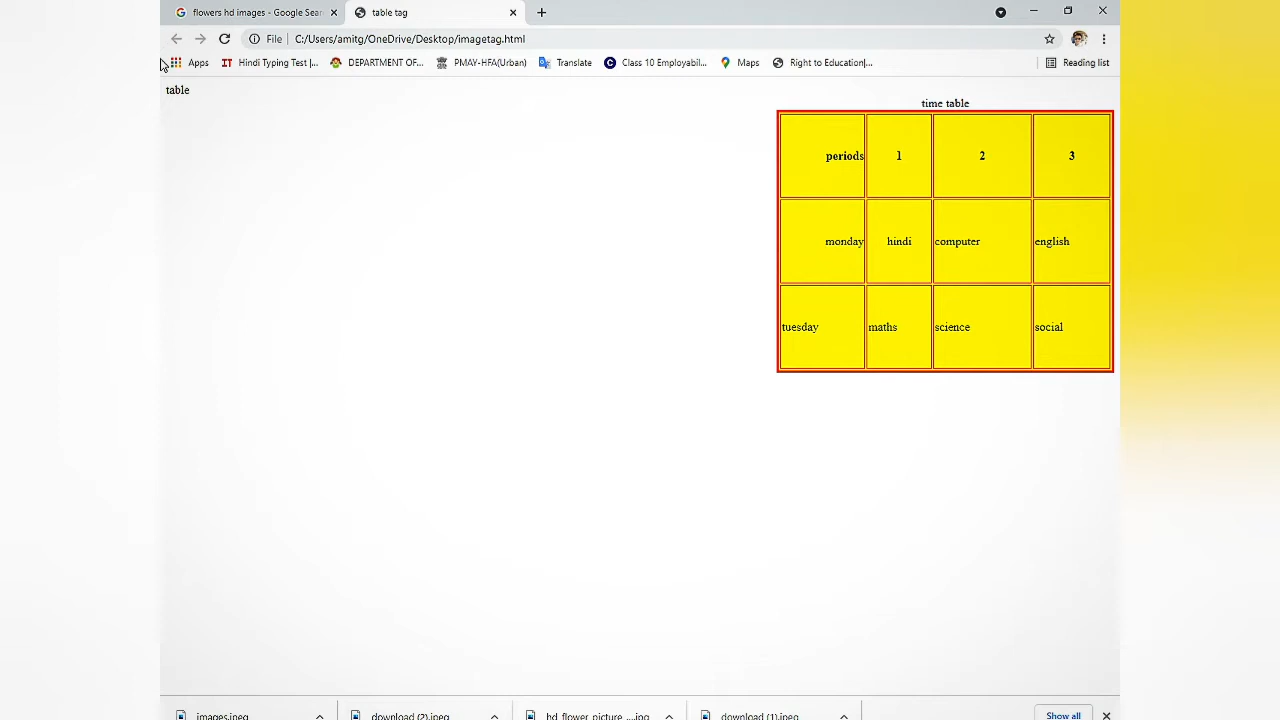 flowers hd images - Google Sear
table tag
File
C:/Users/amitg/OneDrive/Desktop/imagetag.html
Apps
Hindi Typing Test |...
DEPARTMENT OF...
PMAY-HFA(Urban)
Translate
Class 10 Employabil...
Maps
Right to Education|...
Reading list
table
time table
periods 1 2 3
monday hindi computer english
tuesday maths science social
images.jpeg
download (2).jpeg
hd_flower_picture_....jpg
download (1).jpeg
Show all